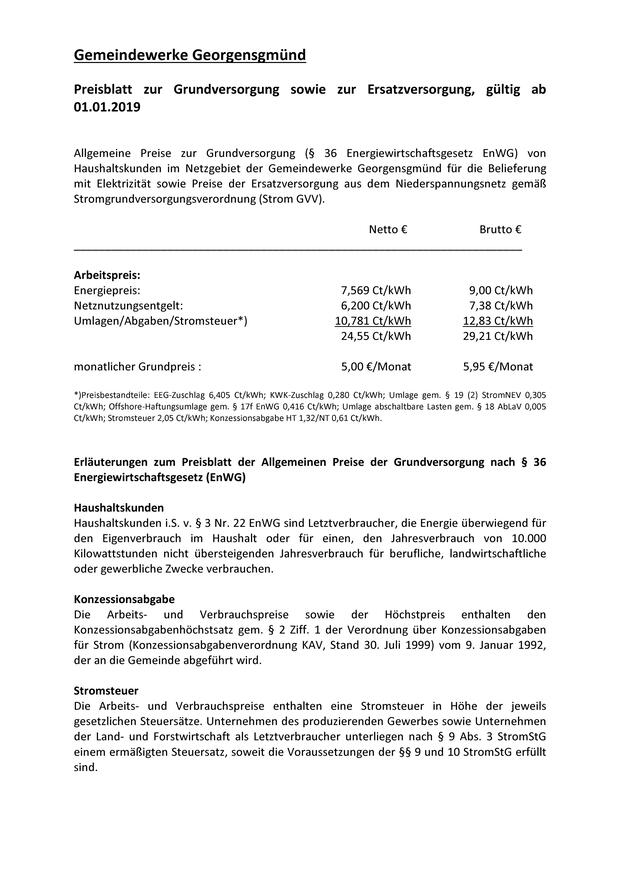 Gemeindewerke Georgensgmünd
Preisblatt zur Grundversorgung sowie zur Ersatzversorgung, gültig ab
01.01.2019
Allgemeine Preise zur Grundversorgung (§ 36 Energiewirtschaftsgesetz EnWG) von
Haushaltskunden im Netzgebiet der Gemeindewerke Georgensgmünd für die Belieferung
mit Elektrizität sowie Preise der Ersatzversorgung aus dem Niederspannungsnetz gemäß
Stromgrundversorgungsverordnung (Strom GVV).
Netto € Brutto €
Arbeitspreis:
Energiepreis: 7,569 Ct/kWh 9,00 Ct/kWh
Netznutzungsentgelt: 6,200 Ct/kWh 7,38 Ct/kWh
Umlagen/Abgaben/Stromsteuer*) 10,781 Ct/kWh 12,83 Ct/kWh
24,55 Ct/kWh 29,21 Ct/kWh
monatlicher Grundpreis : 5,00 €/Monat 5,95 €/Monat
*)Preisbestandteile: EEG-Zuschlag 6,405 Ct/kWh; KWK-Zuschlag 0,280 Ct/kWh; Umlage gem. § 19 (2) StromNEV 0,305
Ct/kWh; Offshore-Haftungsumlage gem. § 17f EnWG 0,416 Ct/kWh; Umlage abschaltbare Lasten gem. § 18 AbLaV 0,005
Ct/kWh; Stromsteuer 2,05 Ct/kWh; Konzessionsabgabe HT 1,32/NT 0,61 Ct/kWh.
Erläuterungen zum Preisblatt der Allgemeinen Preise der Grundversorgung nach § 36
Energiewirtschaftsgesetz (EnWG)
Haushaltskunden
Haushaltskunden i.S. v. § 3 Nr. 22 EnWG sind Letztverbraucher, die Energie überwiegend für
den Eigenverbrauch im Haushalt oder für einen, den Jahresverbrauch von 10.000
Kilowattstunden nicht übersteigenden Jahresverbrauch für berufliche, landwirtschaftliche
oder gewerbliche Zwecke verbrauchen.
Konzessionsabgabe
Die Arbeits- und Verbrauchspreise sowie der Höchstpreis enthalten den
Konzessionsabgabenhöchstsatz gem. § 2 Ziff. 1 der Verordnung über Konzessionsabgaben
für Strom (Konzessionsabgabenverordnung KAV, Stand 30. Juli 1999) vom 9. Januar 1992,
der an die Gemeinde abgeführt wird.
Stromsteuer
Die Arbeits- und Verbrauchspreise enthalten eine Stromsteuer in Höhe der jeweils
gesetzlichen Steuersätze. Unternehmen des produzierenden Gewerbes sowie Unternehmen
der Land- und Forstwirtschaft als Letztverbraucher unterliegen nach § 9 Abs. 3 StromStG
einem ermäßigten Steuersatz, soweit die Voraussetzungen der §§ 9 und 10 StromStG erfüllt
sind.